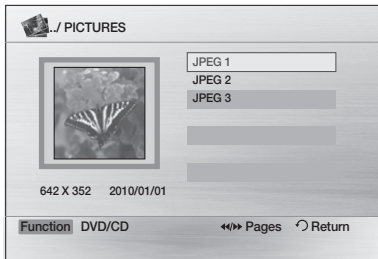 ../ PICTURES
JPEG 1
JPEG 2
JPEG 3
642 X 352 2010/01/01
Function DVD/CD Pages Return